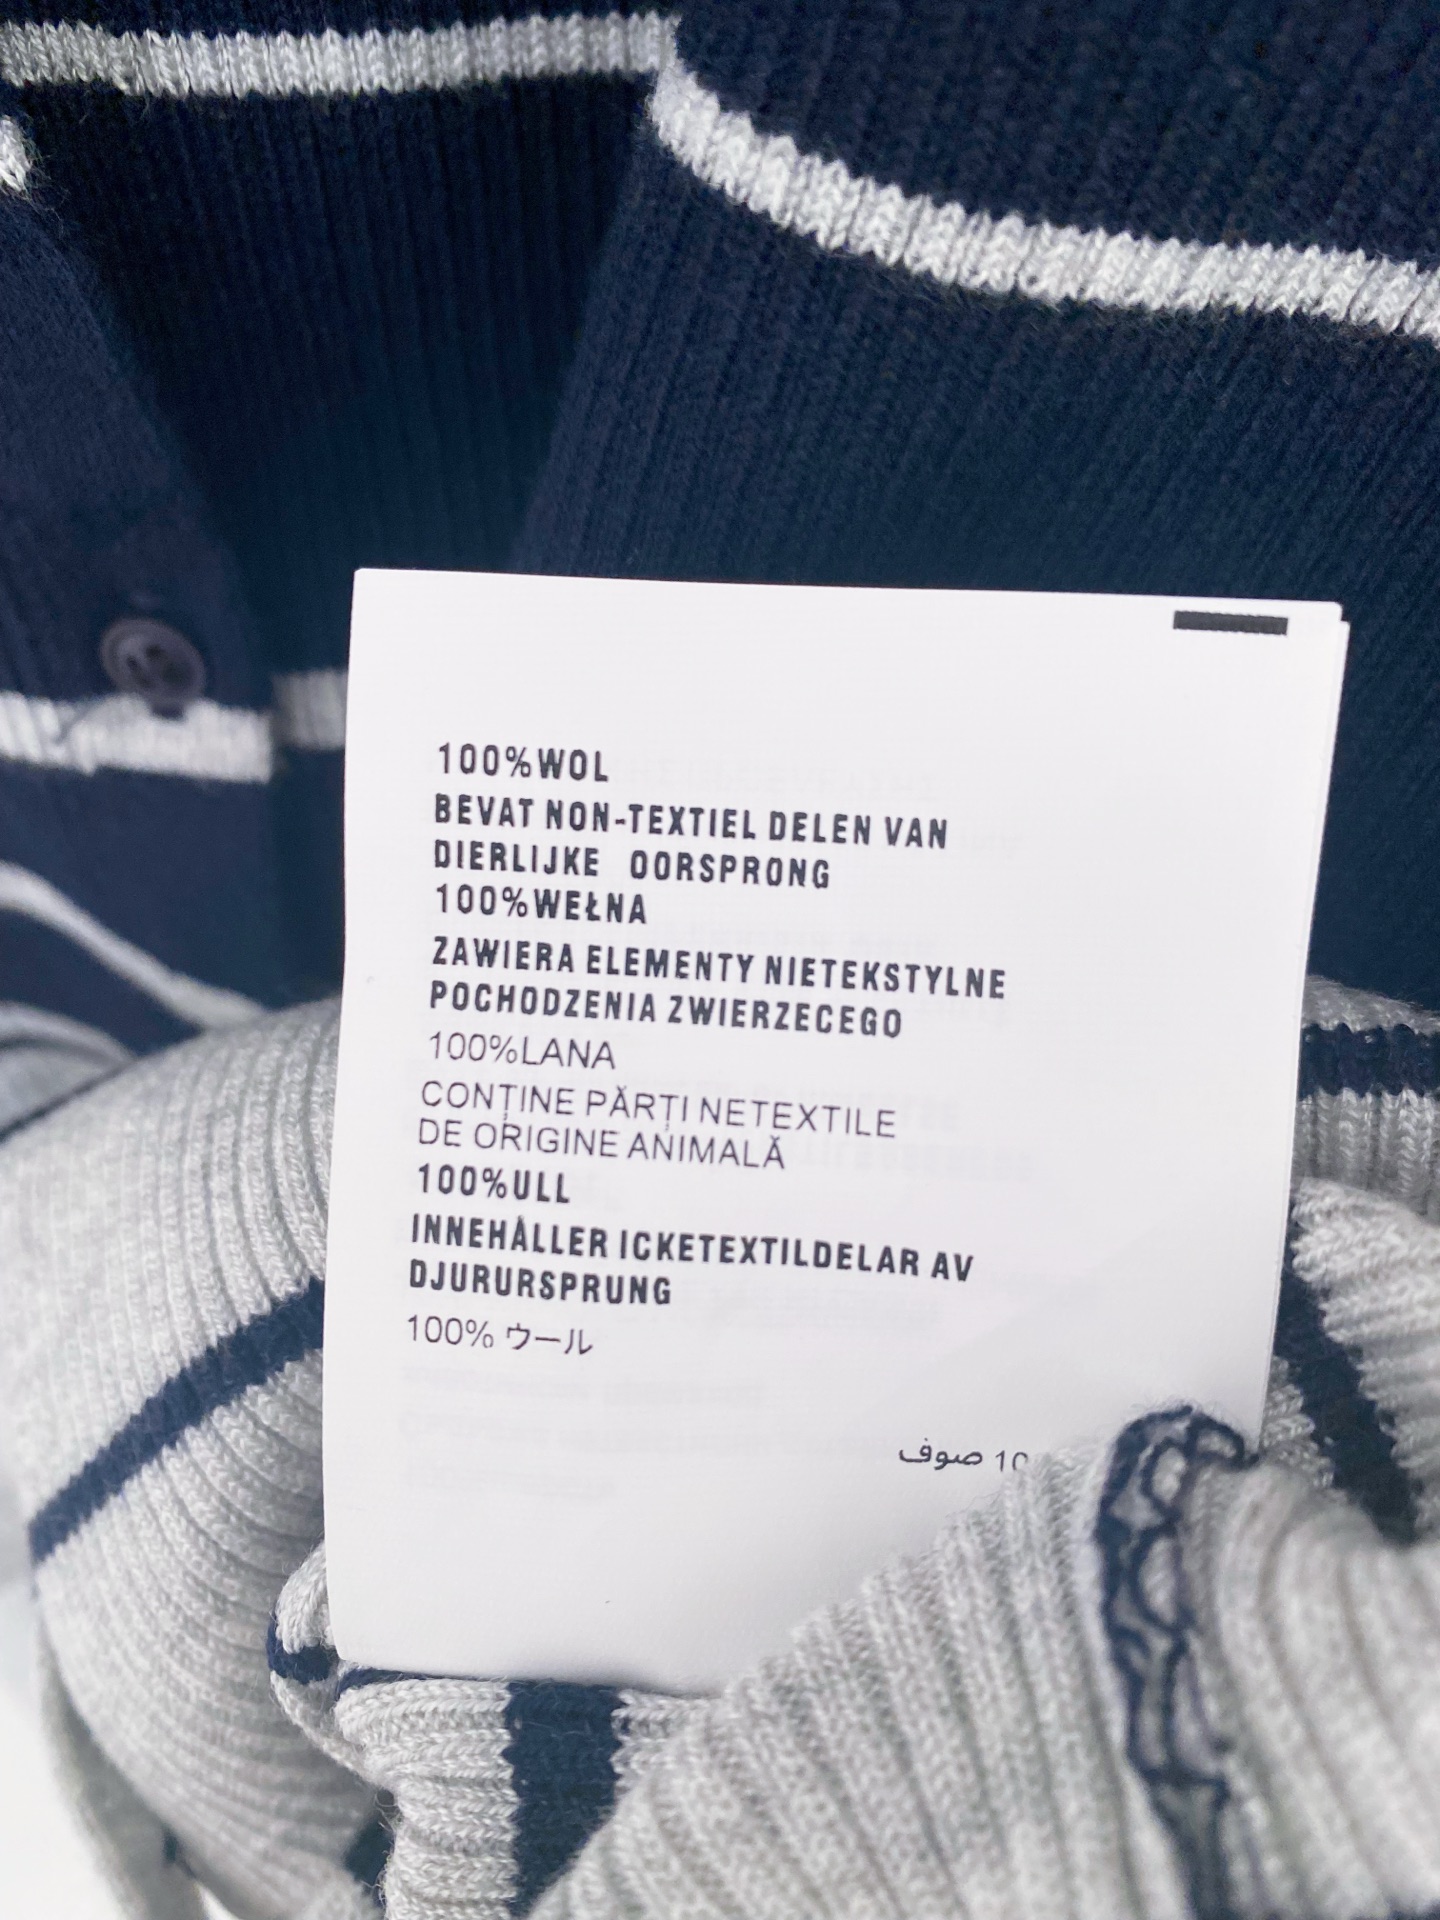 100%WOL
BEVAT NON-TEXTIEL DELEN VAN
DIERLIJKE OORSPRONG
100%WEŁNA
ZAWIERA ELEMENTY NIETEKSTYLNE
POCHODZENIA ZWIERZECEGO
100%LANA
CONȚINE PĂRȚI NETEXTILE
DE ORIGINE ANIMALĂ
100%ULL
INNEHÅLLER ICKETEXTILDELAR AV
DJURURSPRUNG
100% ウール
صوف